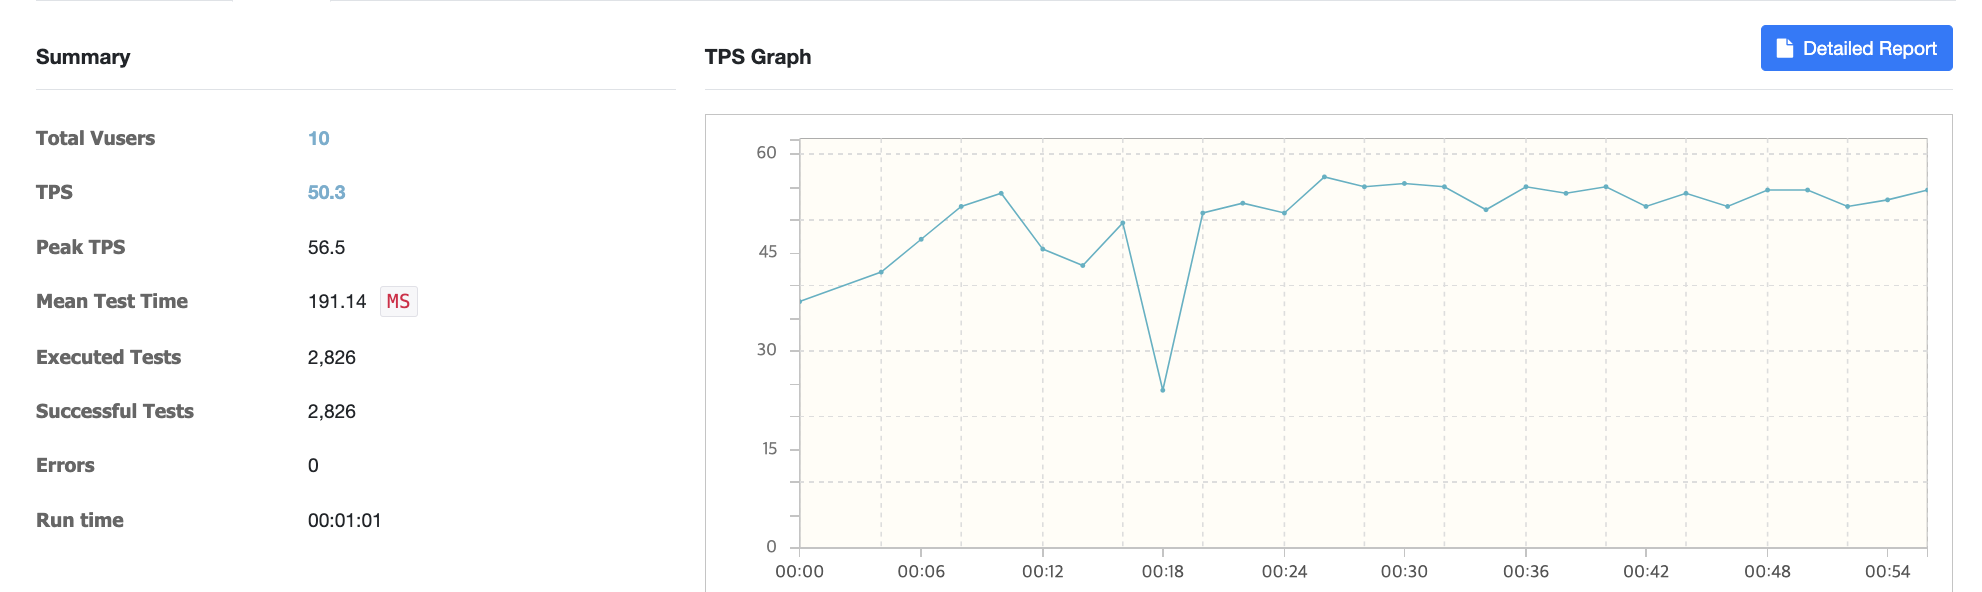 Summary
Total Vusers 10
TPS 50.3
Peak TPS 56.5
Mean Test Time 191.14 MS
Executed Tests 2,826
Successful Tests 2,826
Errors 0
Run time 00:01:01
TPS Graph
Detailed Report
60
45
30
15
0
00:00 00:06 00:12 00:18 00:24 00:30 00:36 00:42 00:48 00:54